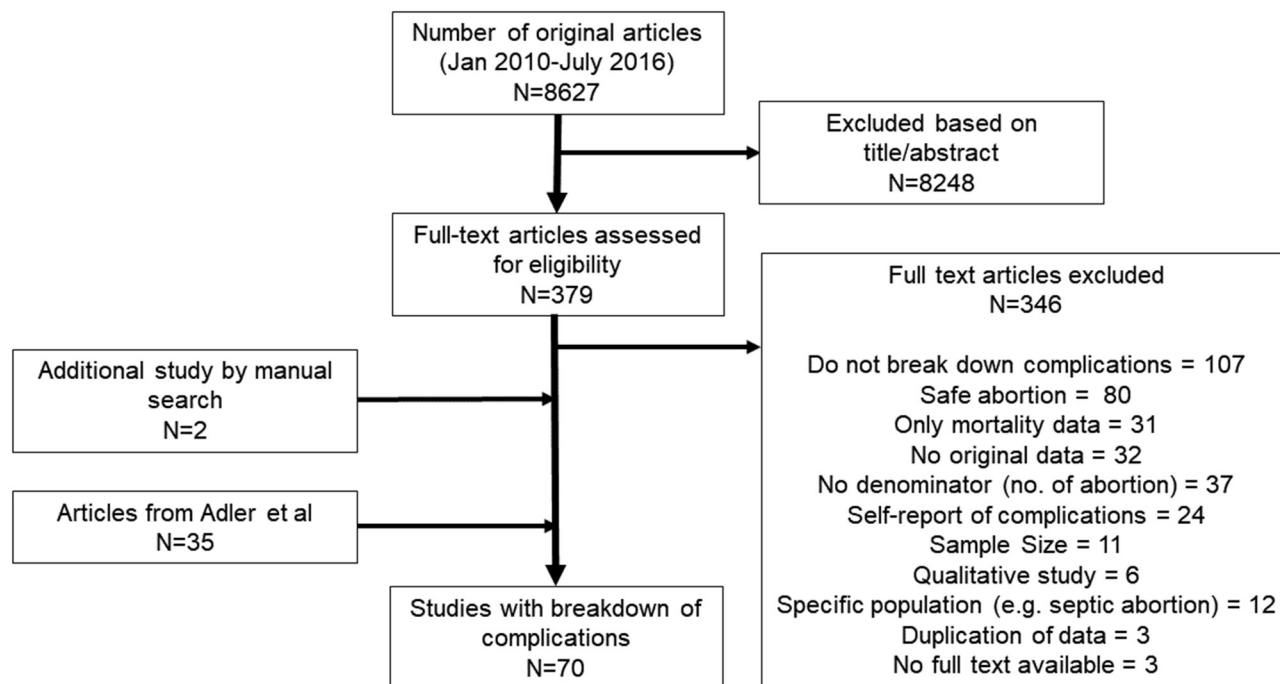 Number of original articles
(Jan 2010-July 2016)
N=8627
Excluded based on
title/abstract
N=8248
Full-text articles assessed
for eligibility
N=379
Full text articles excluded
N=346
Do not break down complications = 107
Safe abortion = 80
Only mortality data = 31
No original data = 32
No denominator (no. of abortion) = 37
Self-report of complications = 24
Sample Size = 11
Qualitative study = 6
Specific population (e.g. septic abortion) = 12
Duplication of data = 3
No full text available = 3
Additional study by manual
search
N=2
Articles from Adler et al
N=35
Studies with breakdown of
complications
N=70